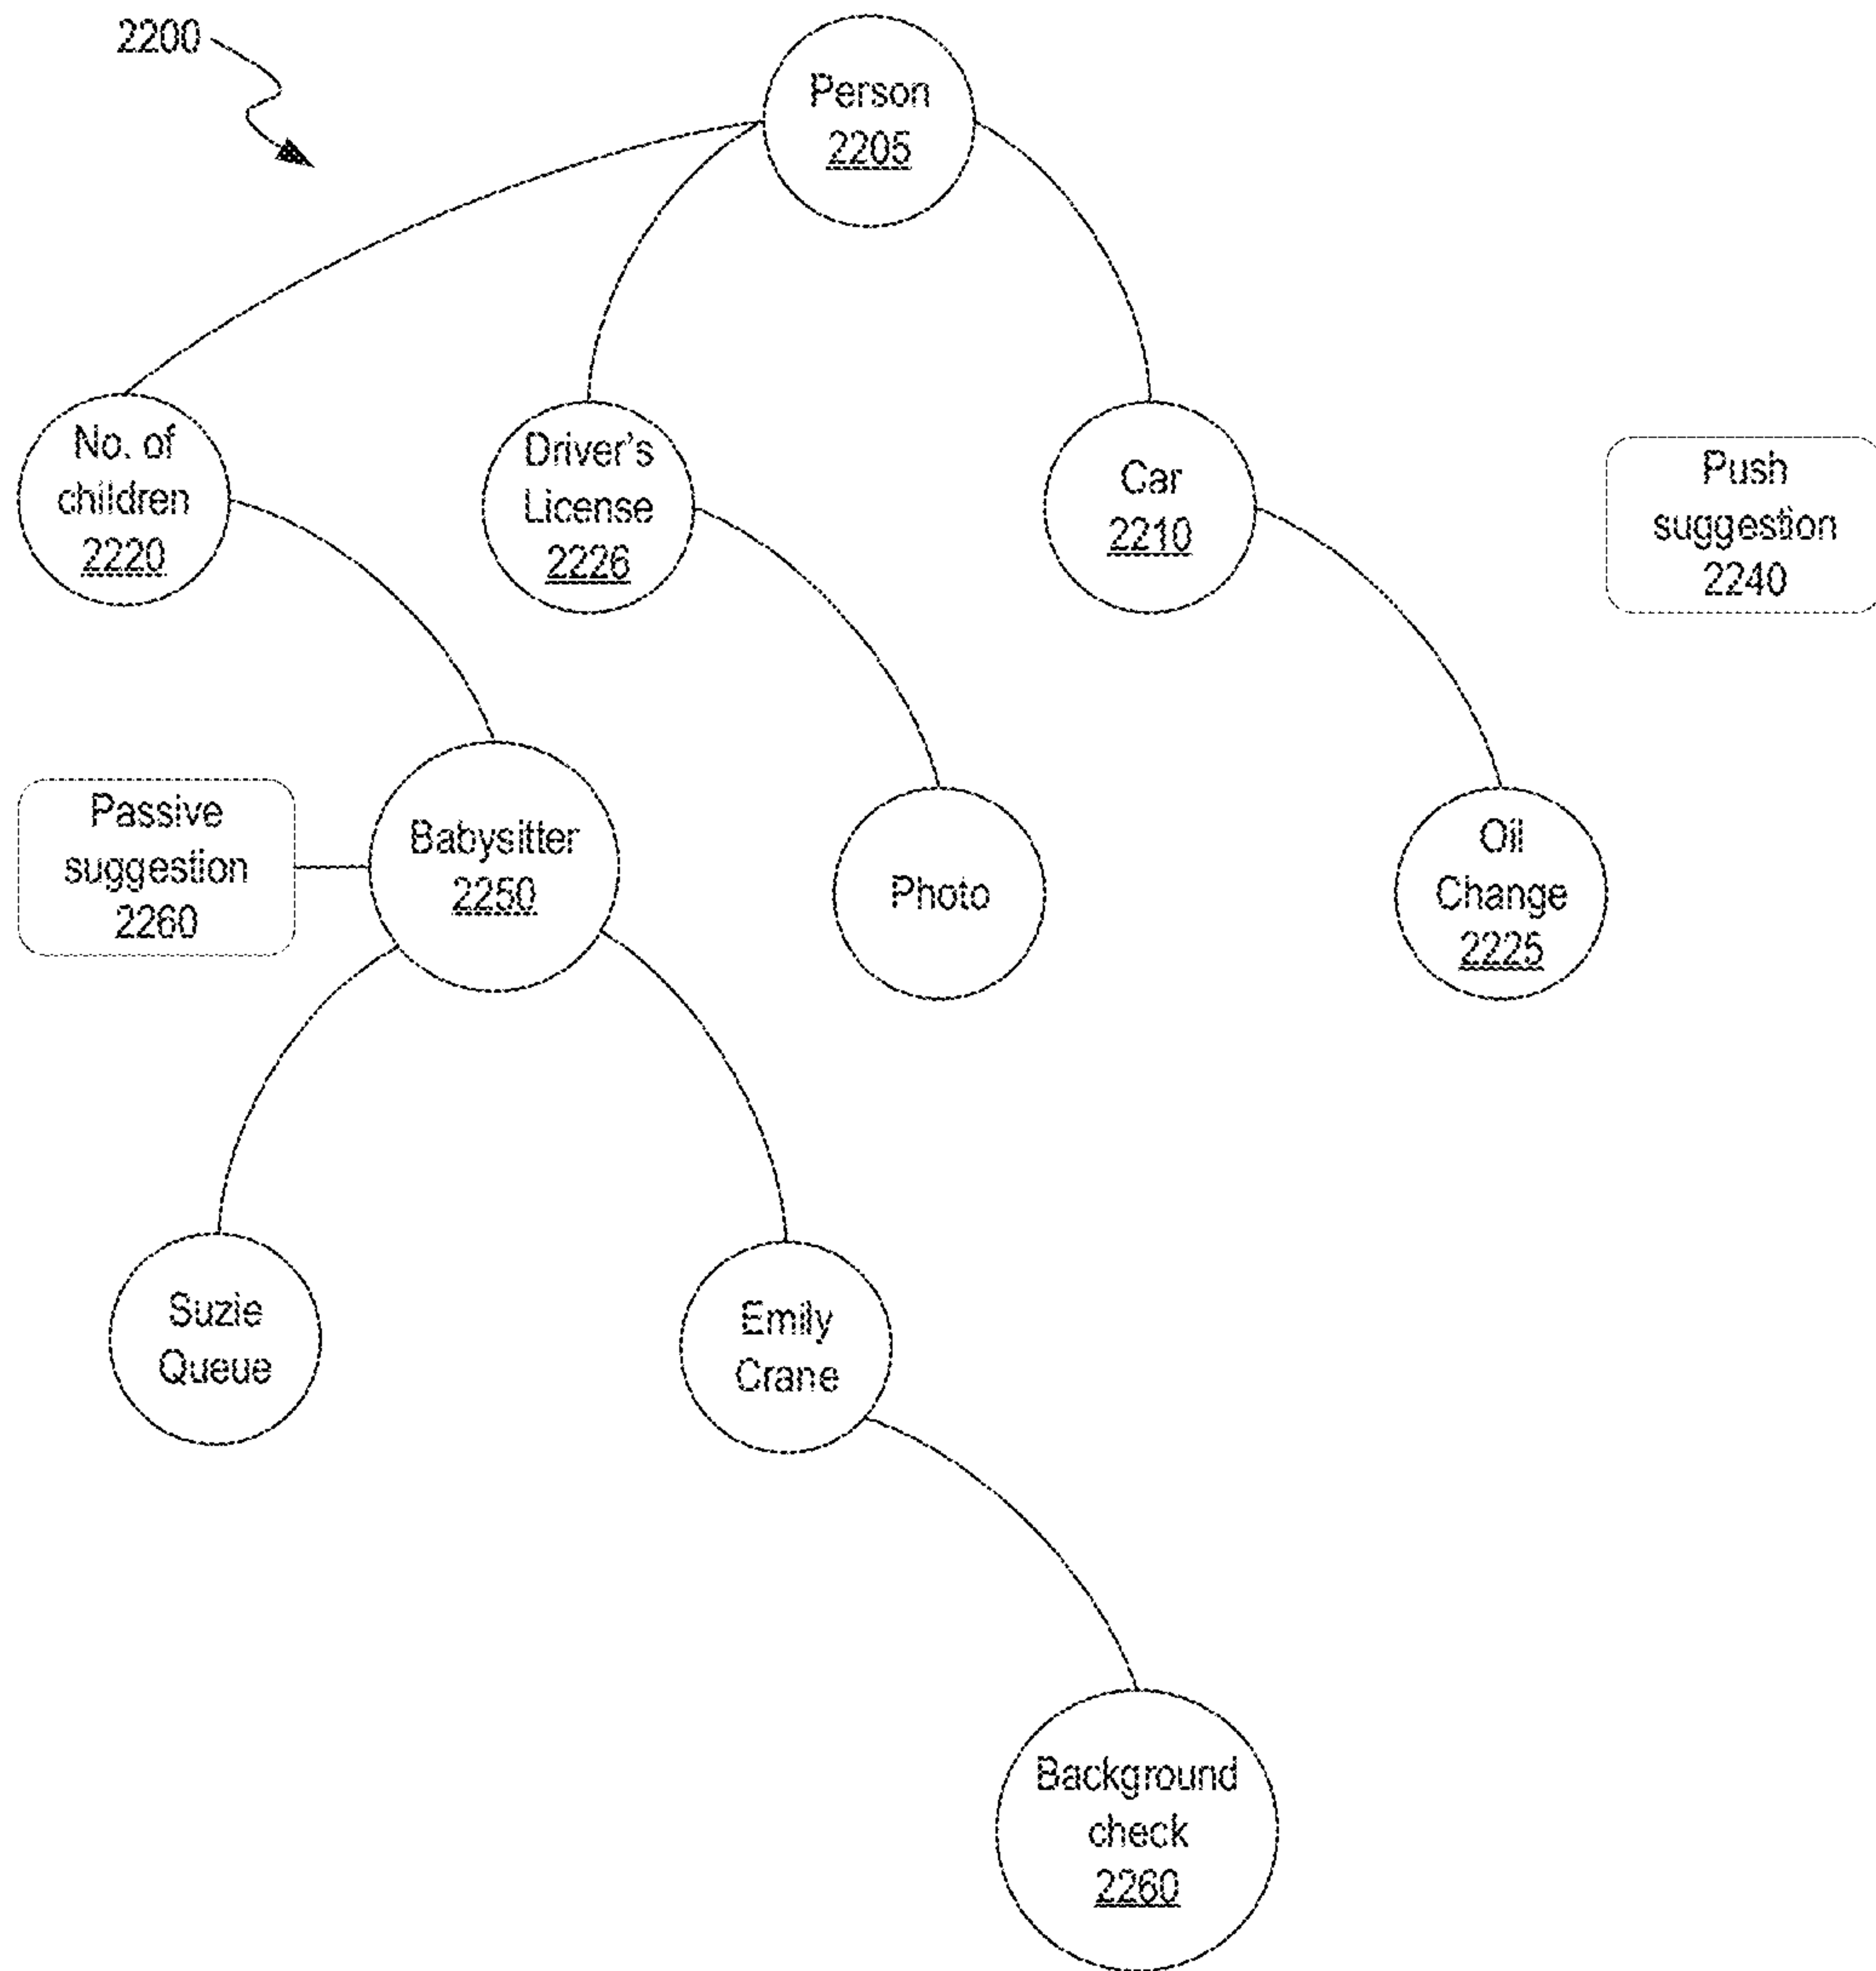 2200
Person
2205
No. of
children
2220
Driver's
License
2226
Car
2210
Push
suggestion
2240
Passive
suggestion
2260
Babysitter
2250
Photo
Oil
Change
2225
Suzie
Queue
Emily
Crane
Background
check
2260